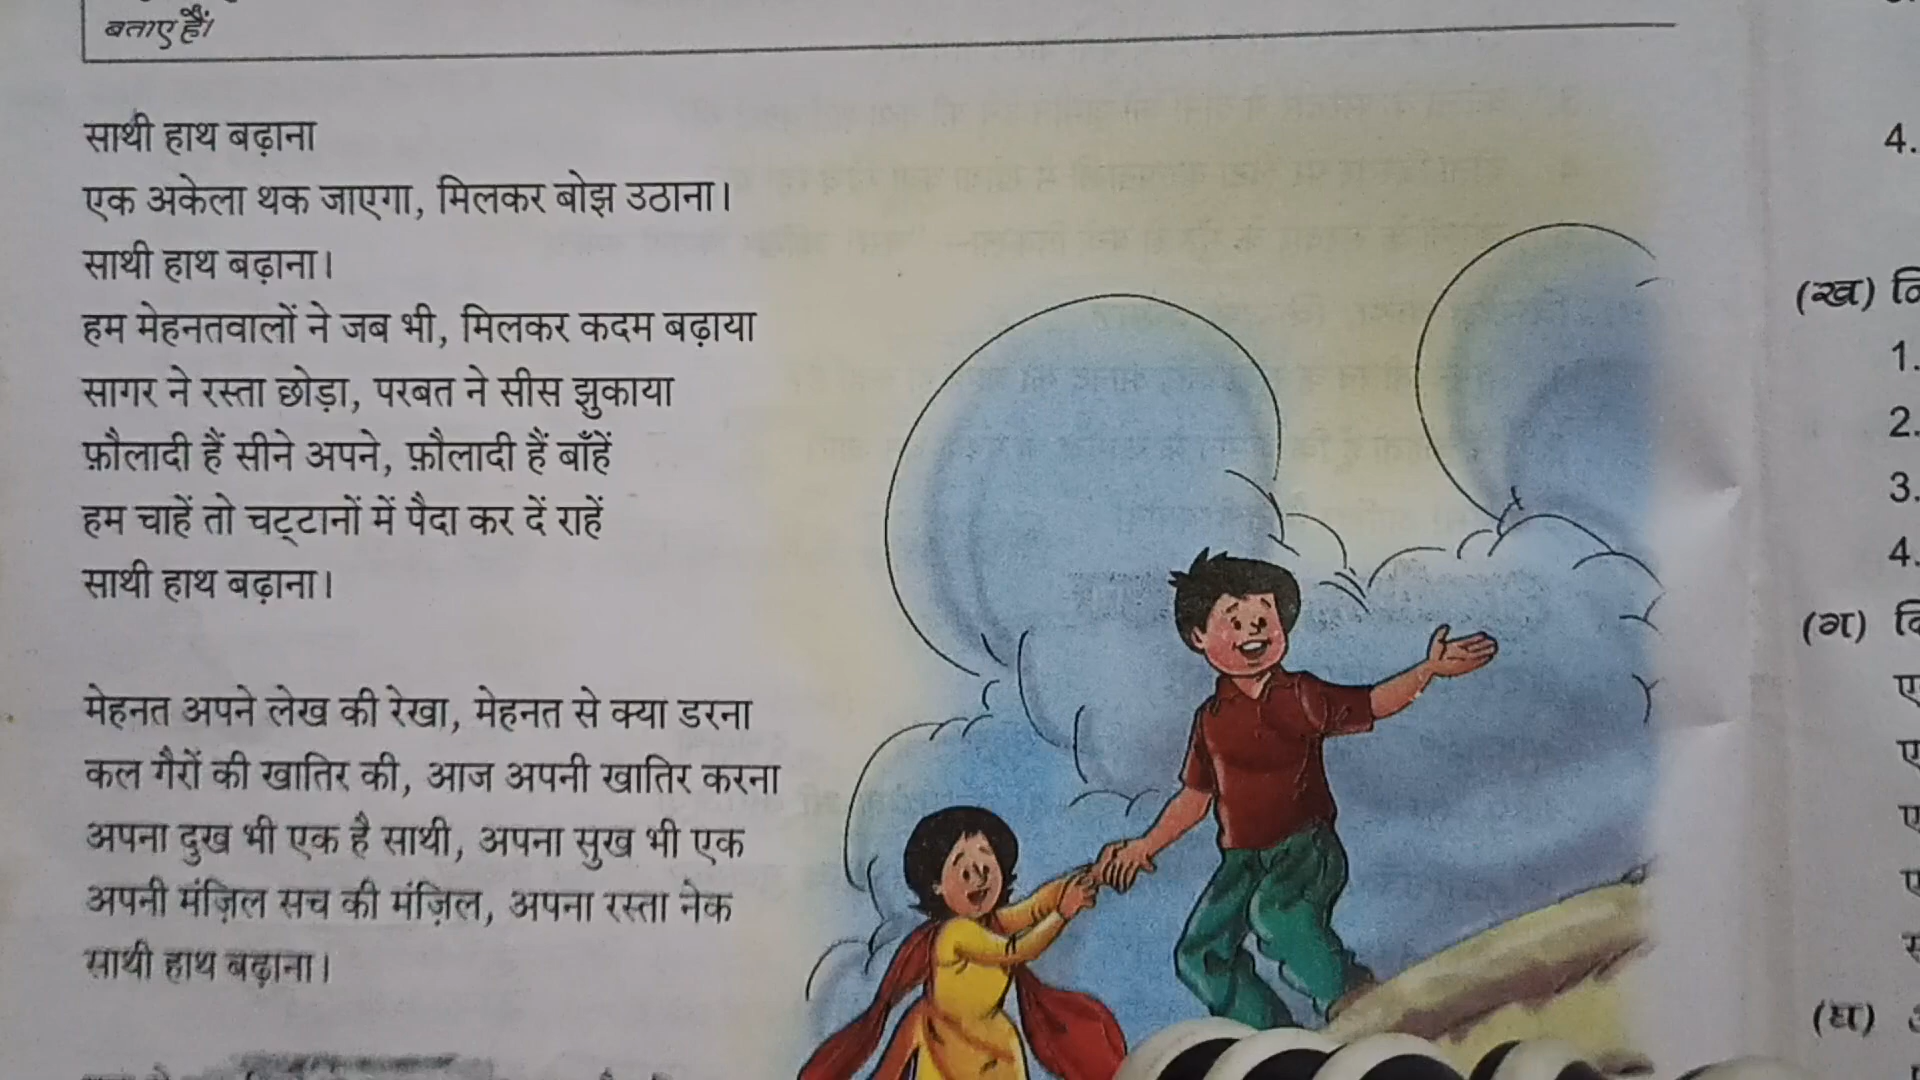 बताए हैं।
साथी हाथ बढ़ाना
एक अकेला थक जाएगा, मिलकर बोझ उठाना।
साथी हाथ बढ़ाना।
हम मेहनतवालों ने जब भी, मिलकर कदम बढ़ाया
सागर ने रस्ता छोड़ा, परबत ने सीस झुकाया
फ़ौलादी हैं सीने अपने, फ़ौलादी हैं बाँहें
हम चाहें तो चट्टानों में पैदा कर दें राहें
साथी हाथ बढ़ाना।
मेहनत अपने लेख की रेखा, मेहनत से क्या डरना
कल गैरों की खातिर की, आज अपनी खातिर करना
अपना दुख भी एक है साथी, अपना सुख भी एक
अपनी मंज़िल सच की मंज़िल, अपना रस्ता नेक
साथी हाथ बढ़ाना।
4.
(ख)
1.
2.
3.
4.
(ग)
(घ)